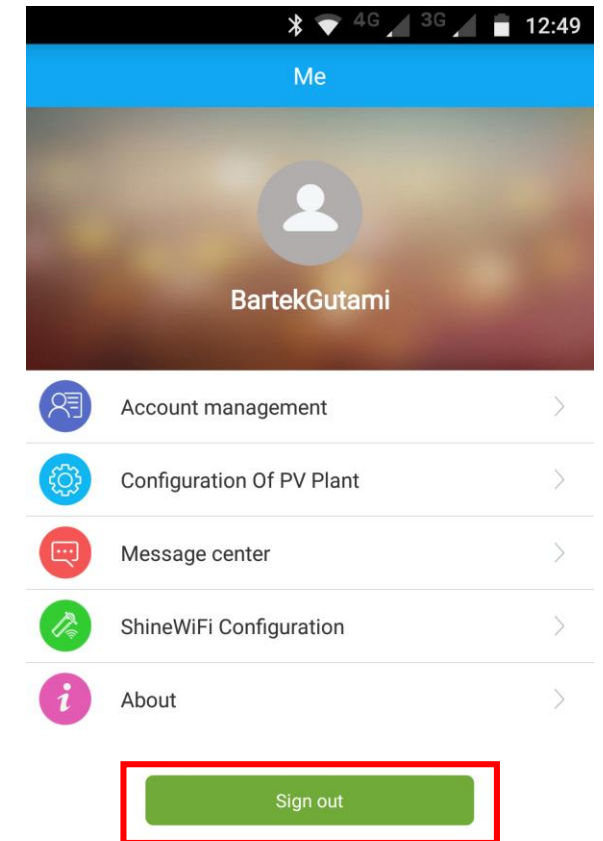 4G 3G 12:49
Me
BartekGutami
Account management
Configuration Of PV Plant
Message center
ShineWiFi Configuration
About
Sign out